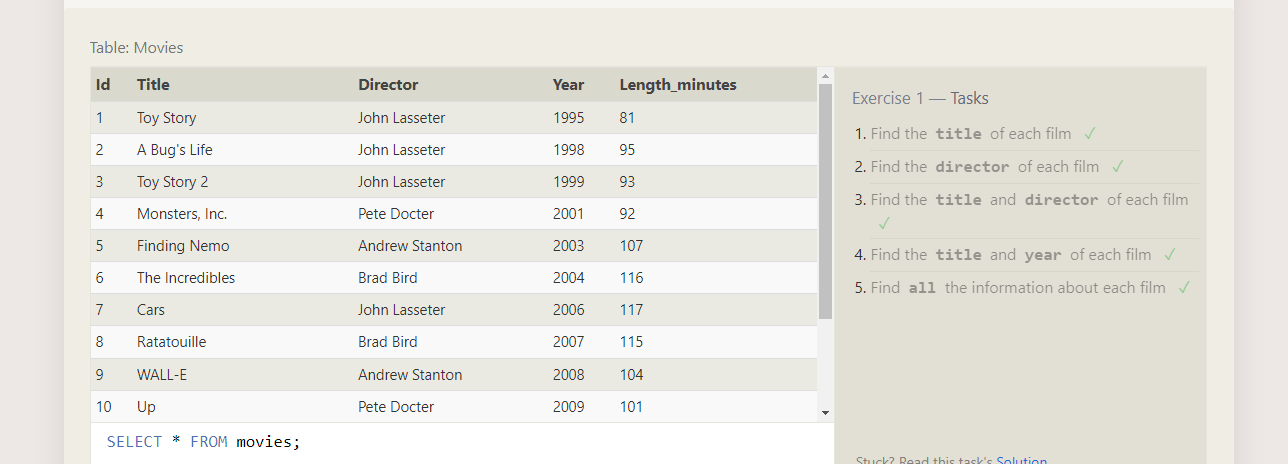 Table: Movies
Id Title Director Year Length_minutes
1 Toy Story John Lasseter 1995 81
2 A Bug's Life John Lasseter 1998 95
3 Toy Story 2 John Lasseter 1999 93
4 Monsters, Inc. Pete Docter 2001 92
5 Finding Nemo Andrew Stanton 2003 107
6 The Incredibles Brad Bird 2004 116
7 Cars John Lasseter 2006 117
8 Ratatouille Brad Bird 2007 115
9 WALL-E Andrew Stanton 2008 104
10 Up Pete Docter 2009 101
SELECT * FROM movies;
Exercise 1 — Tasks
1. Find the title of each film ✓
2. Find the director of each film ✓
3. Find the title and director of each film
✓
4. Find the title and year of each film ✓
5. Find all the information about each film ✓
Stuck? Read this task's Solution